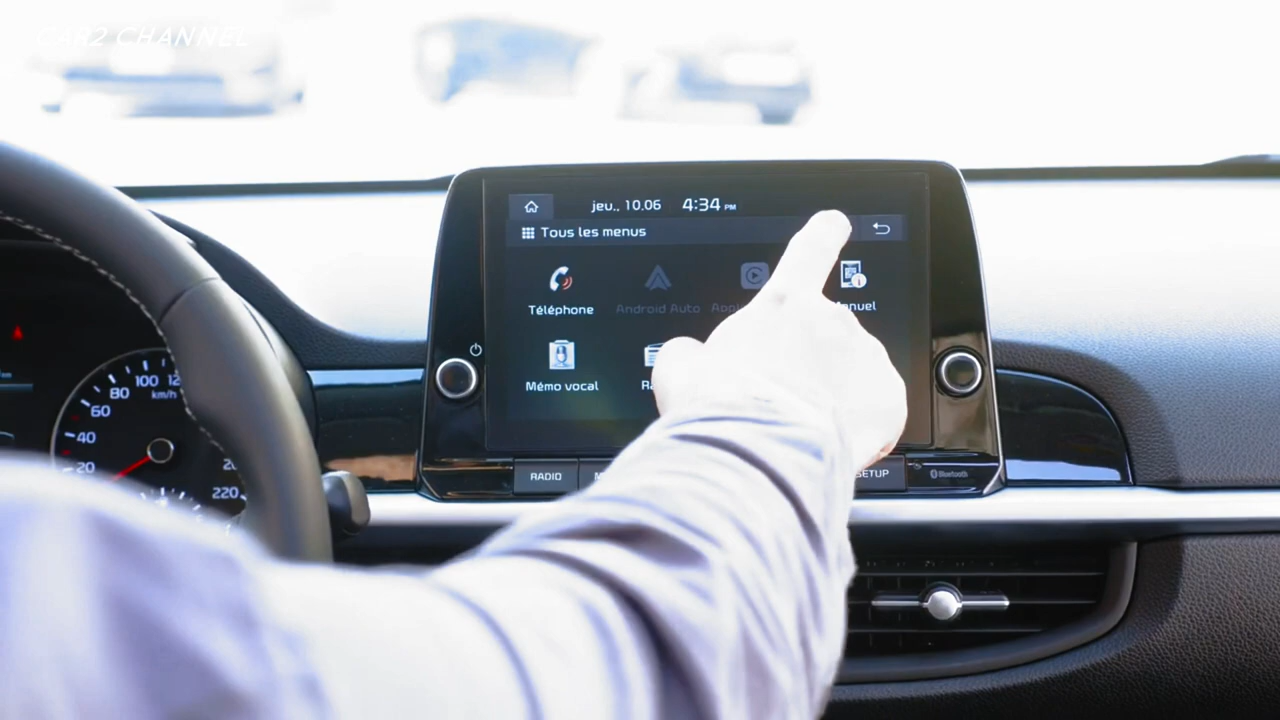 CAR2 CHANNEL
jeu., 10.06 4:34 PM
Tous les menus
Téléphone Android Auto
Mémo vocal
RADIO
SETUP
Bluetooth
100
80
km/h
60
40
20
220